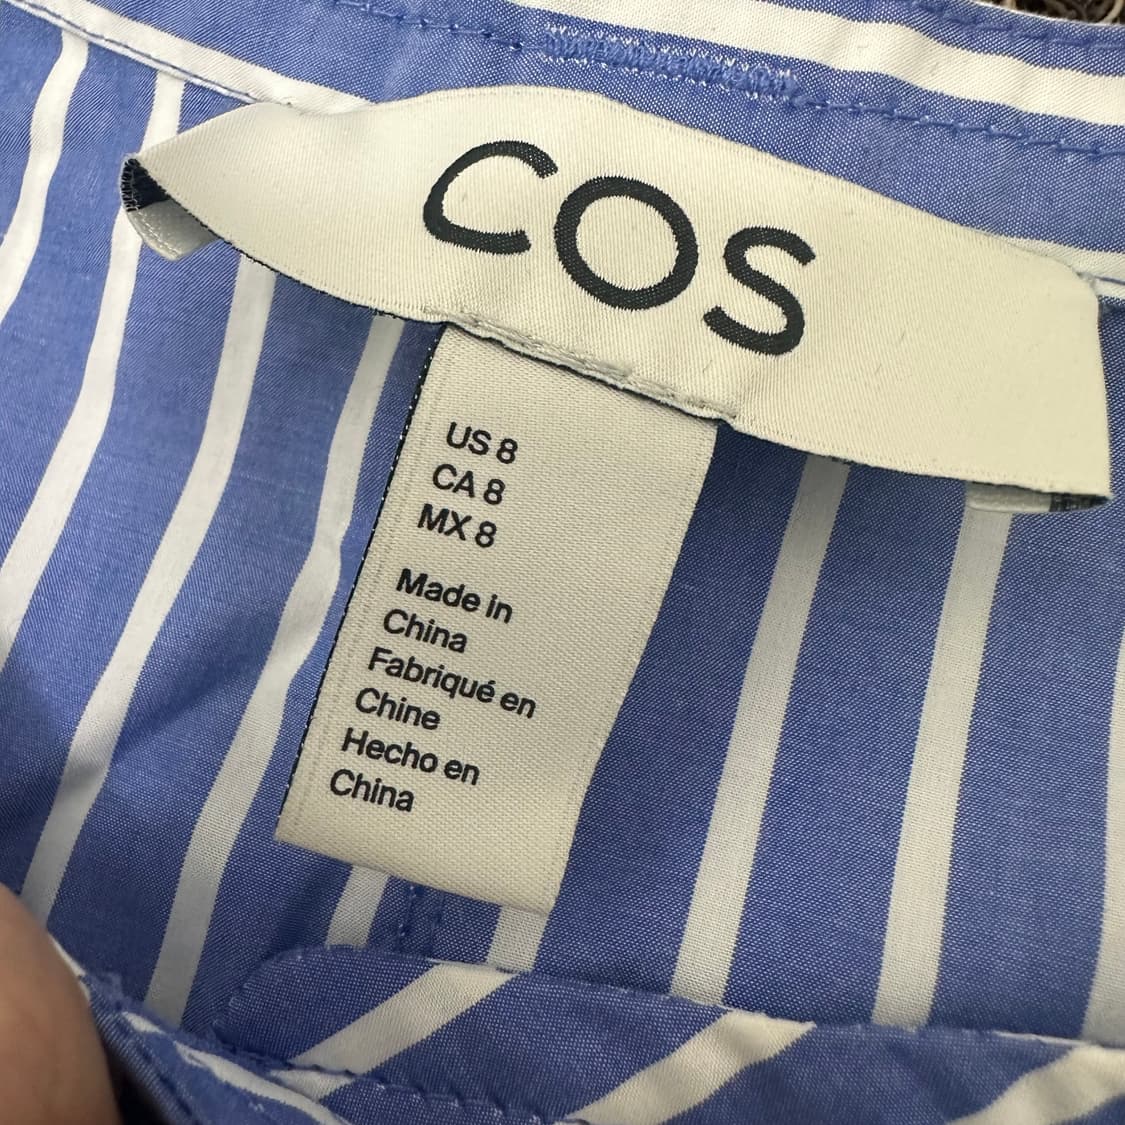 COS
US 8
CA 8
MX 8
Made in
China
Fabriqué en
Chine
Hecho en
China